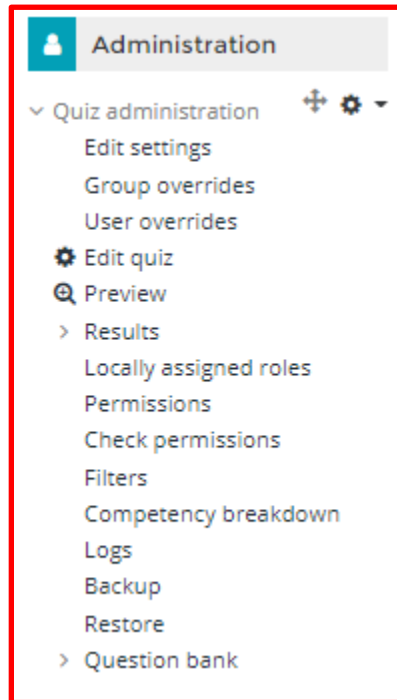 Administration
Quiz administration
Edit settings
Group overrides
User overrides
Edit quiz
Preview
Results
Locally assigned roles
Permissions
Check permissions
Filters
Competency breakdown
Logs
Backup
Restore
Question bank